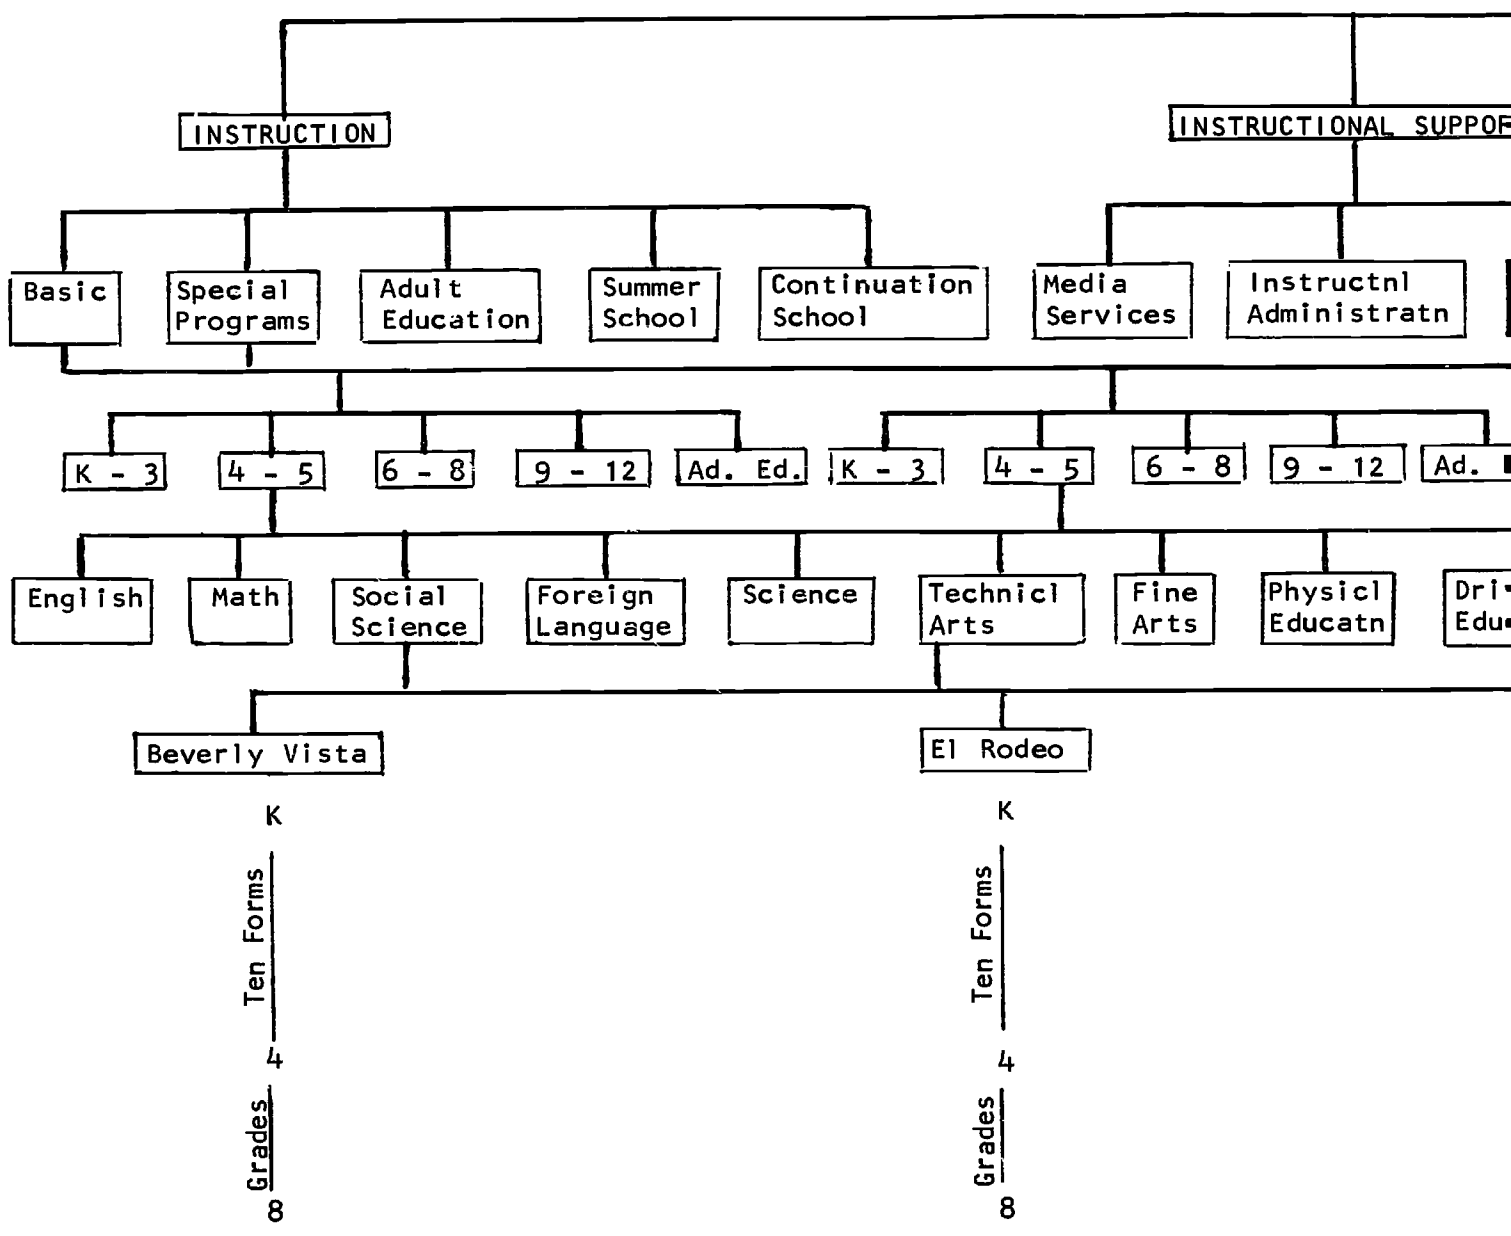 INSTRUCTION
INSTRUCTIONAL
Basic
Special
Programs
Adult
Education
Summer
School
Continuation
School
Media
Services
Instructnl
Administratn
K - 3
4 - 5
6 - 8
9 - 12
Ad. Ed.
K - 3
4 - 5
6 - 8
9 - 12
Ad.
English
Math
Social
Science
Foreign
Language
Science
Technicl
Arts
Fine
Arts
Physicl
Educatn
Beverly Vista
El Rodeo
K
Ten Forms
4
Grades
8
K
Ten Forms
4
Grades
8